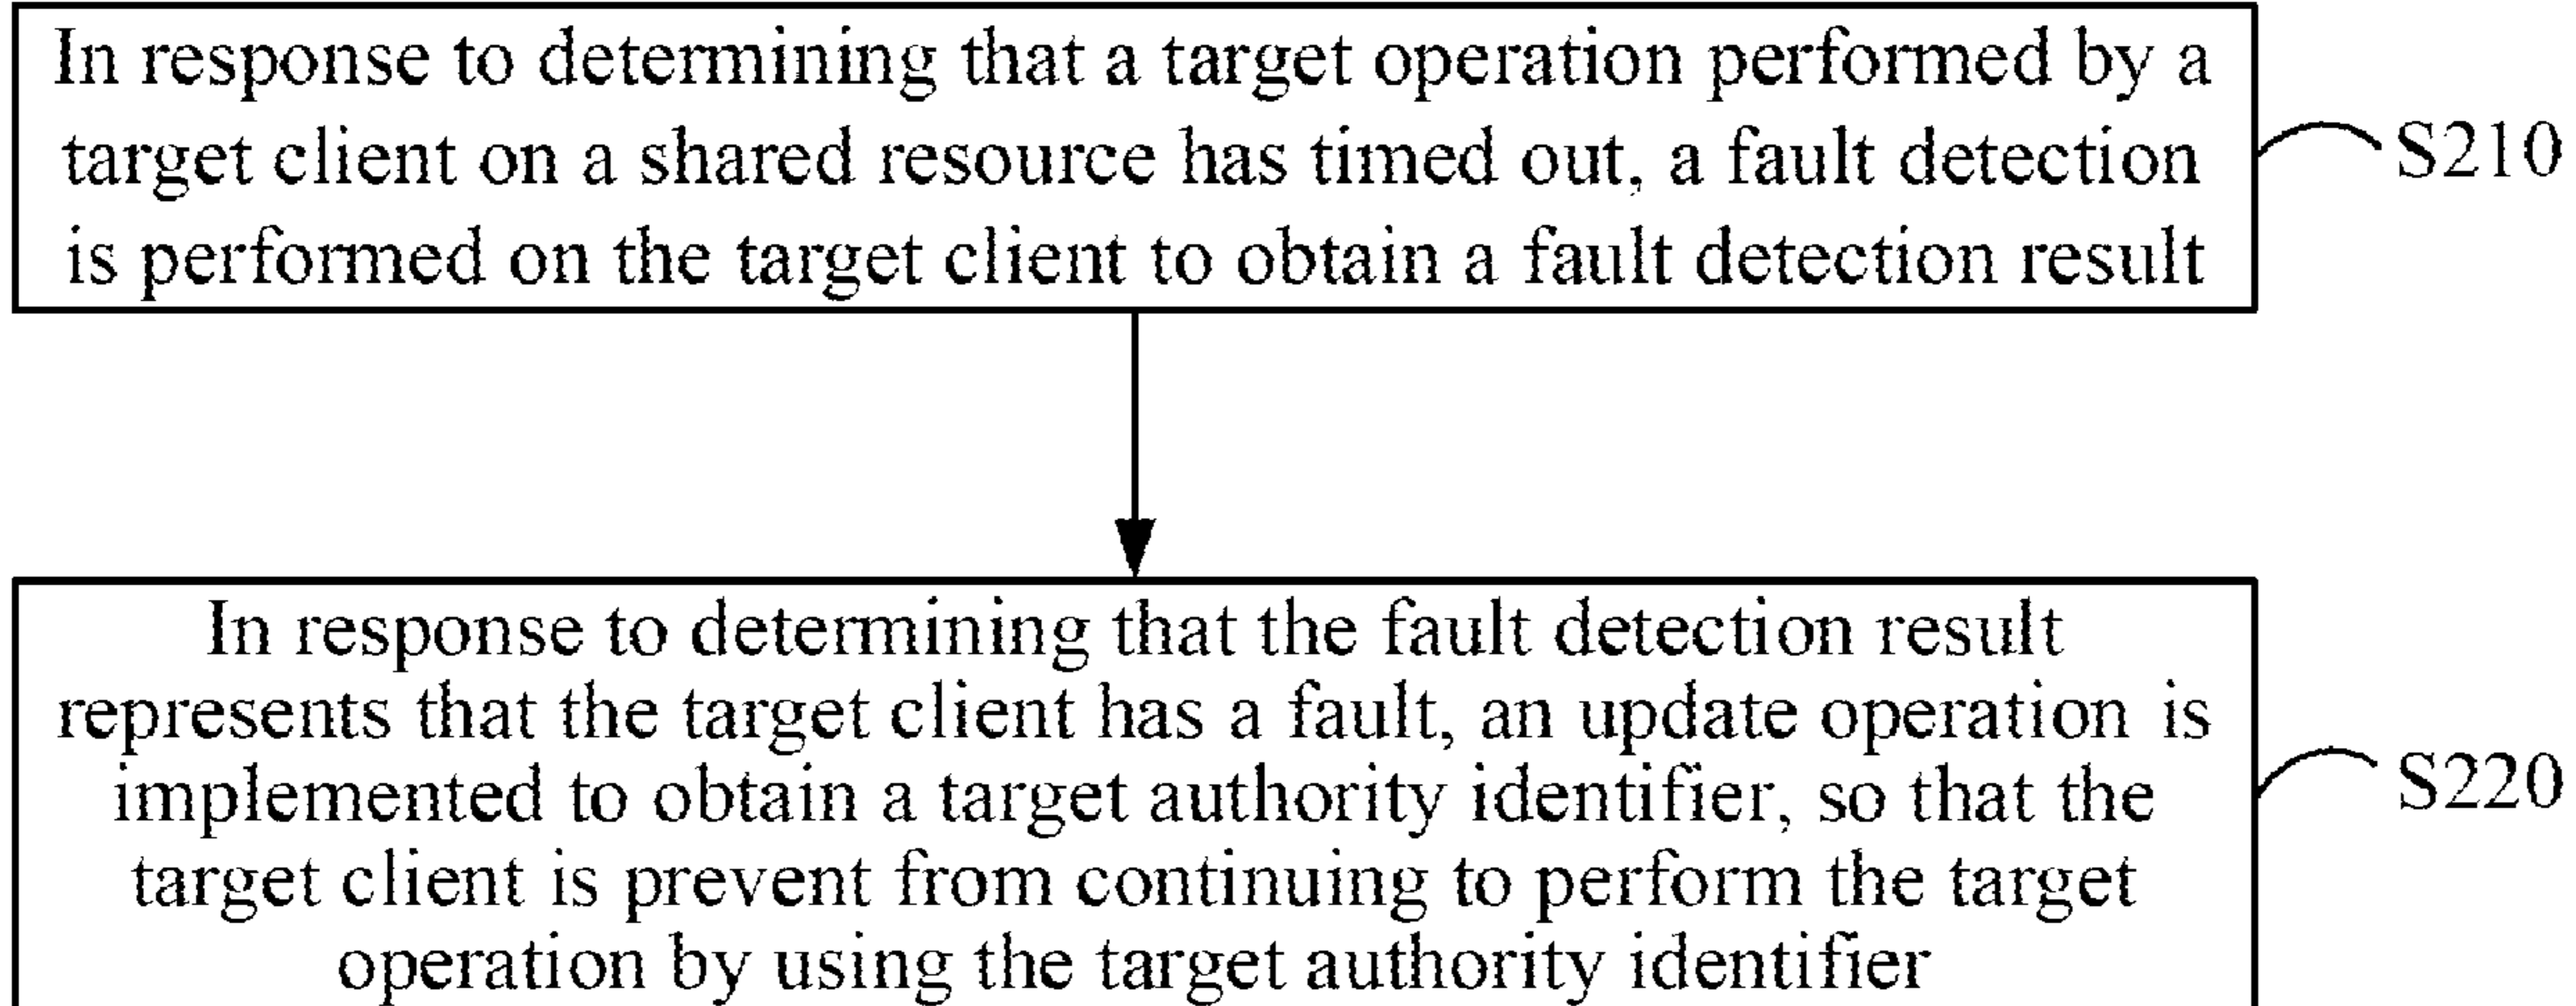 In response to determining that a target operation performed by a
target client on a shared resource has timed out, a fault detection
is performed on the target client to obtain a fault detection result
S210
In response to determining that the fault detection result
represents that the target client has a fault, an update operation is
implemented to obtain a target authority identifier, so that the
target client is prevent from continuing to perform the target
operation by using the target authority identifier
S220